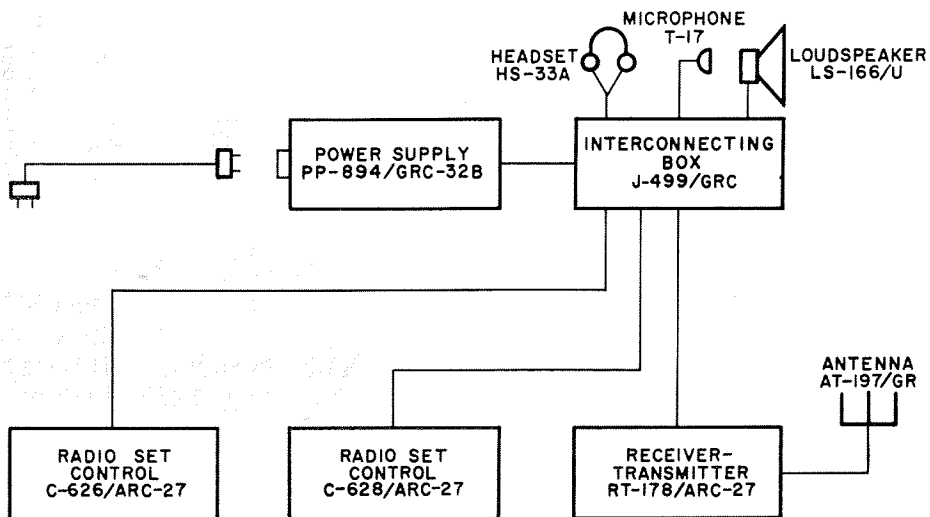 HEADSET
HS-33A
MICROPHONE
T-17
LOUDSPEAKER
LS-166/U
POWER SUPPLY
PP-894/GRC-32B
INTERCONNECTING
BOX
J-499/GRC
ANTENNA
AT-197/GR
RADIO SET
CONTROL
C-626/ARC-27
RADIO SET
CONTROL
C-628/ARC-27
RECEIVER-
TRANSMITTER
RT-178/ARC-27